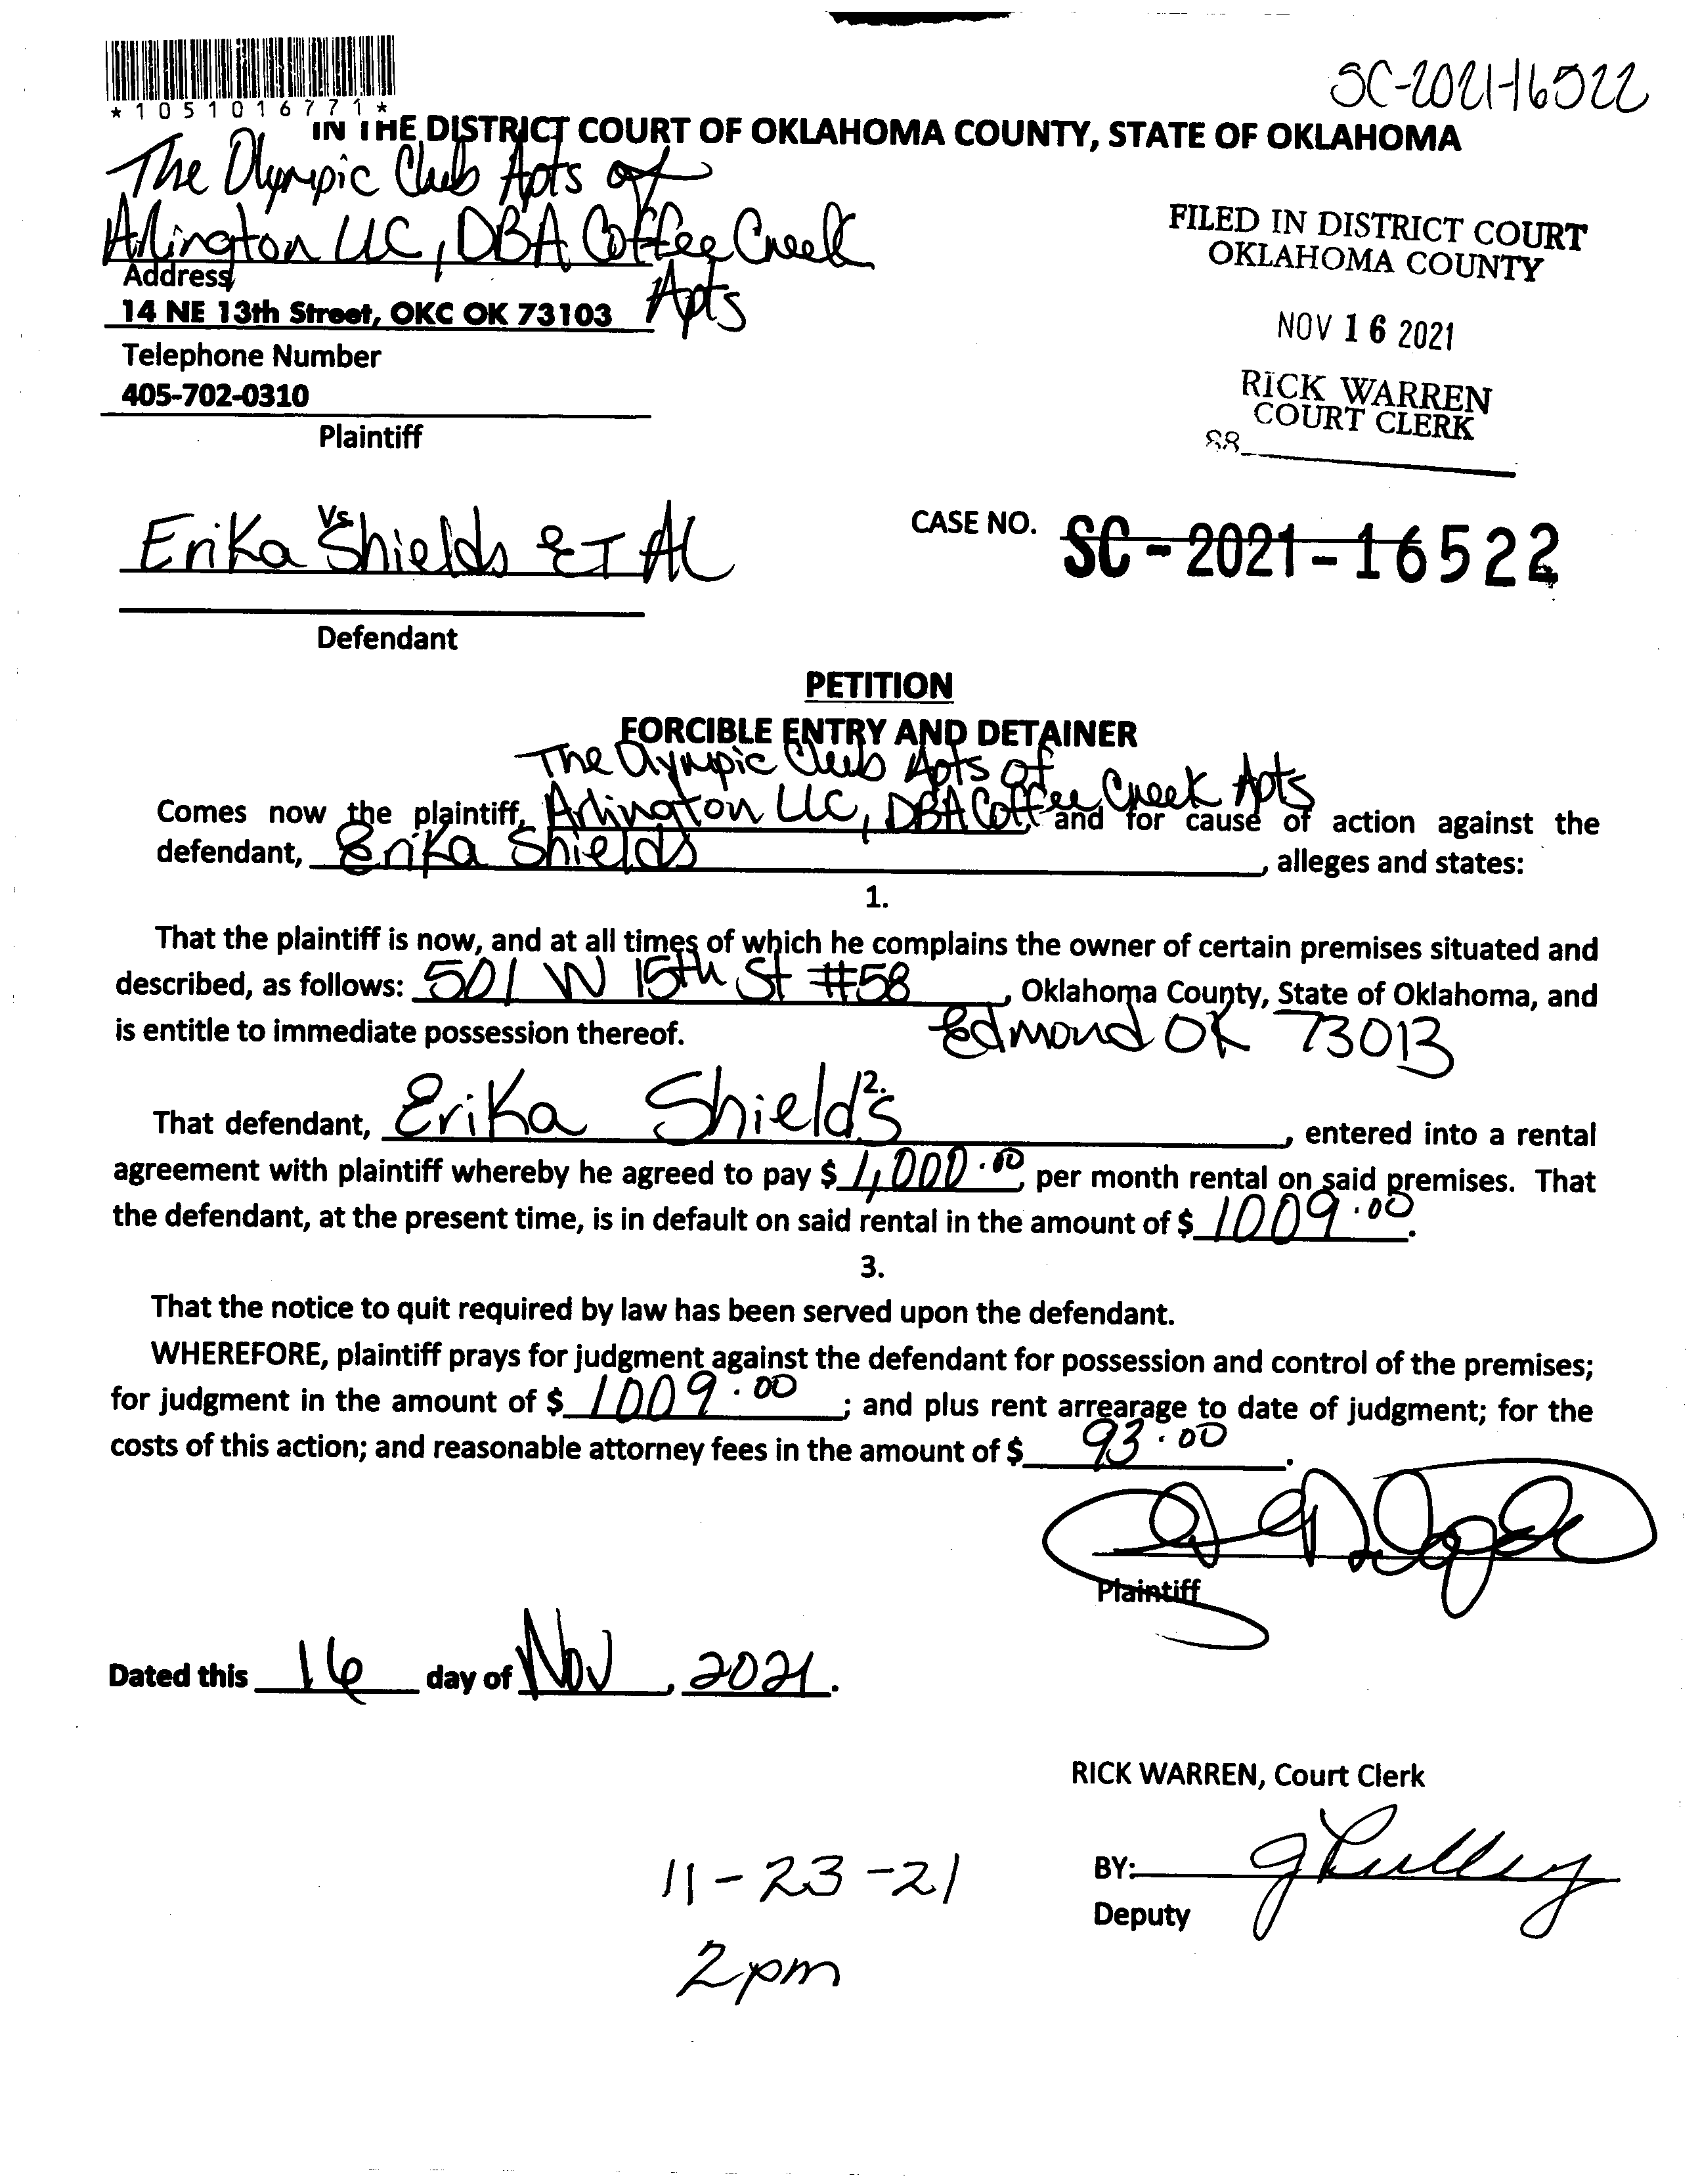 SC-2021-16522
*1051016771*
IN THE DISTRICT COURT OF OKLAHOMA COUNTY, STATE OF OKLAHOMA
The Olympic Club Apts of
Arlington LLC, DBA Coffee Creek
Apts
Address
14 NE 13th Street, OKC OK 73103
Telephone Number
405-702-0310
Plaintiff
FILED IN DISTRICT COURT
OKLAHOMA COUNTY
NOV 16 2021
RICK WARREN
COURT CLERK
88
Vs.
Erika Shields ET AL
Defendant
CASE NO. SC-2021-16522
PETITION
FORCIBLE ENTRY AND DETAINER
The Olympic Club Apts of
Comes now the plaintiff, Arlington LLC, DBA Coffee Creek Apts, and for cause of action against the
defendant, Erika Shields, alleges and states:
1.
That the plaintiff is now, and at all times of which he complains the owner of certain premises situated and
described, as follows: 501 W 15th St #58, Oklahoma County, State of Oklahoma, and
is entitle to immediate possession thereof. Edmond OK 73013
2.
That defendant, Erika Shields, entered into a rental
agreement with plaintiff whereby he agreed to pay $ 1,000.00, per month rental on said premises. That
the defendant, at the present time, is in default on said rental in the amount of $ 1009.00.
3.
That the notice to quit required by law has been served upon the defendant.
WHEREFORE, plaintiff prays for judgment against the defendant for possession and control of the premises;
for judgment in the amount of $ 1009.00; and plus rent arrearage to date of judgment; for the
costs of this action; and reasonable attorney fees in the amount of $ 93.00.
Plaintiff
Dated this 16 day of Nov, 2021.
RICK WARREN, Court Clerk
BY:
Deputy
11-23-21
2pm